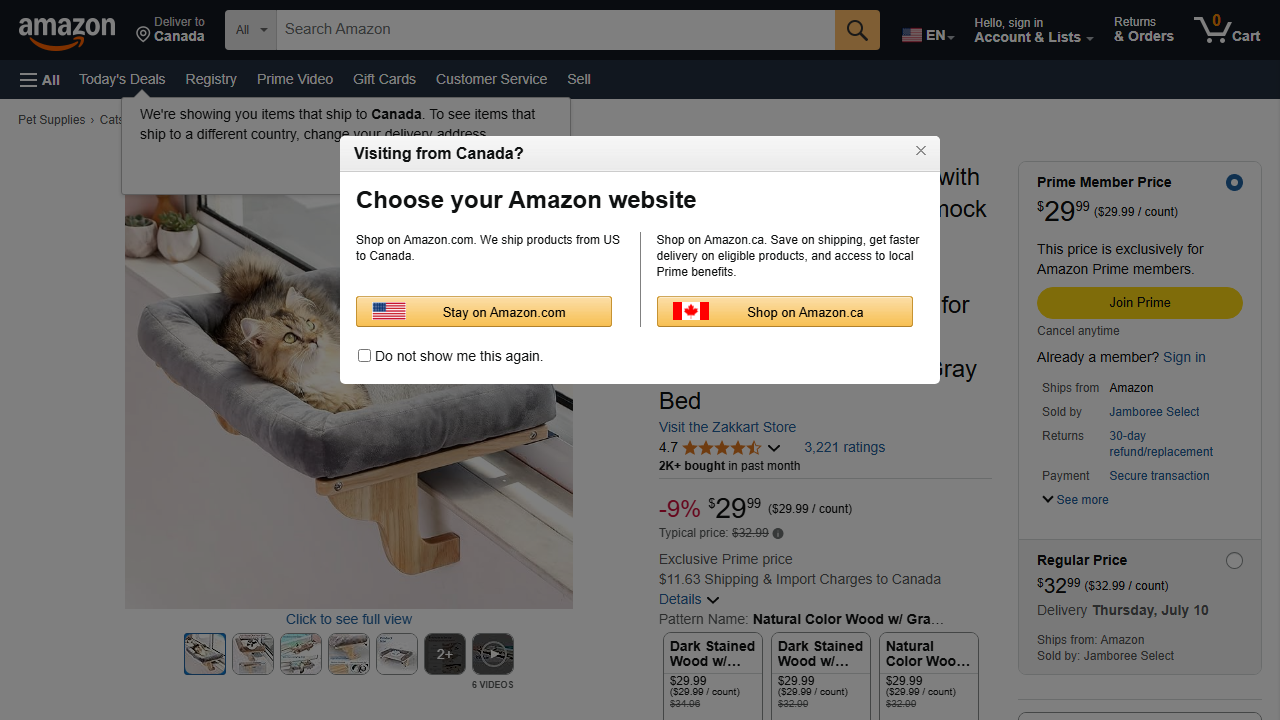 amazon
Deliver to
Canada
All
Search Amazon
EN
Hello, sign in
Account & Lists
Returns
& Orders
0
Cart
All
Today's Deals
Registry
Prime Video
Gift Cards
Customer Service
Sell
We're showing you items that ship to Canada. To see items that
ship to a different country, change your delivery address.
Pet Supplies › Cats
Visiting from Canada?
Choose your Amazon website
Shop on Amazon.com. We ship products from US
to Canada.
Stay on Amazon.com
Shop on Amazon.ca. Save on shipping, get faster
delivery on eligible products, and access to local
Prime benefits.
Shop on Amazon.ca
Do not show me this again.
with
for
Bed
Visit the Zakkart Store
4.7
3,221 ratings
2K+ bought in past month
-9% $29 99 ($29.99 / count)
Typical price: $32.99
Exclusive Prime price
$11.63 Shipping & Import Charges to Canada
Details
Pattern Name: Natural Color Wood w/ Gra…
Dark Stained
Wood w/…
$29.99
($29.99 / count)
$34.06
Dark Stained
Wood w/…
$29.99
($29.99 / count)
$32.00
Natural
Color Woo…
$29.99
($29.99 / count)
$32.00
Click to see full view
2+
6 VIDEOS
Prime Member Price
$29 99 ($29.99 / count)
This price is exclusively for
Amazon Prime members.
Join Prime
Cancel anytime
Already a member? Sign in
Ships from Amazon
Sold by Jamboree Select
Returns 30-day
refund/replacement
Payment Secure transaction
See more
Regular Price
$32 99 ($32.99 / count)
Delivery Thursday, July 10
Ships from: Amazon
Sold by: Jamboree Select